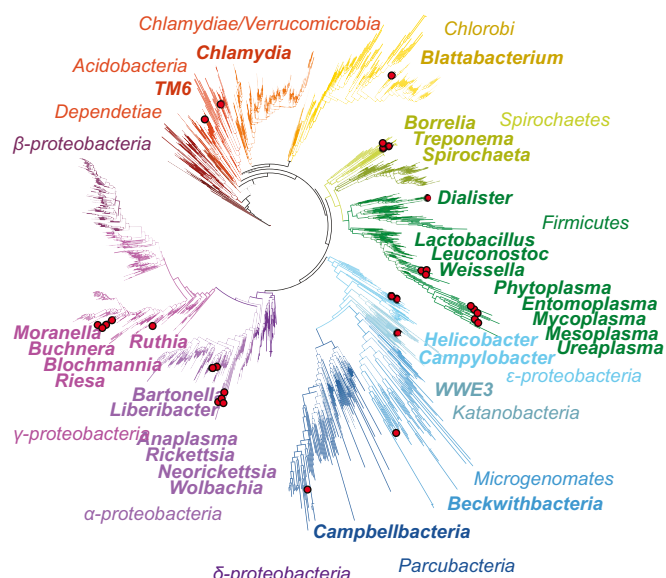 Chlamydiae/Verrucomicrobia
Chlorobi
Chlamydia
Blattabacterium
Acidobacteria
TM6
Dependetiae
Borrelia
Spirochaetes
Treponema
β-proteobacteria
Spirochaeta
Dialister
Firmicutes
Lactobacillus
Leuconostoc
Weissella
Phytoplasma
Entomoplasma
Mycoplasma
Moranella
Ruthia
Helicobacter
Mesoplasma
Buchnera
Campylobacter
Ureaplasma
Blochmannia
ε-proteobacteria
Riesa
Bartonella
WWE3
Liberibacter
Katanobacteria
γ-proteobacteria
Anaplasma
Rickettsia
Neorickettsia
Microgenomates
Wolbachia
Beckwithbacteria
α-proteobacteria
Campbellbacteria
Parcubacteria
δ-proteobacteria